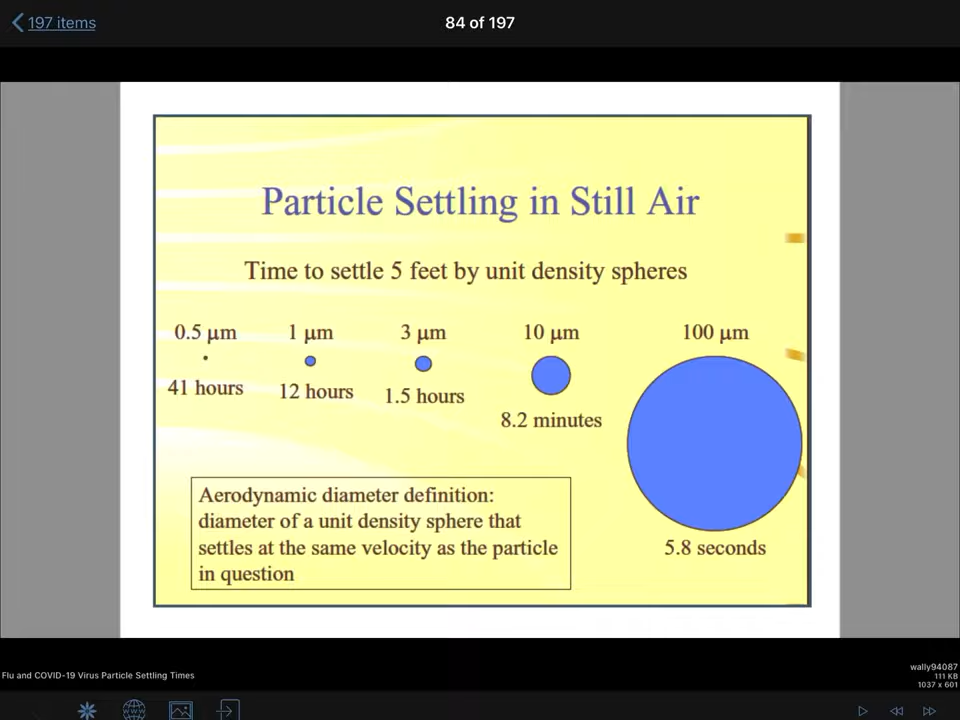 197 items
84 of 197
Particle Settling in Still Air
Time to settle 5 feet by unit density spheres
0.5 μm
1 μm
3 μm
10 μm
100 μm
41 hours
12 hours
1.5 hours
8.2 minutes
5.8 seconds
Aerodynamic diameter definition:
diameter of a unit density sphere that
settles at the same velocity as the particle
in question
Flu and COVID-19 Virus Particle Settling Times
wally94087
111 KB
1037 x 601